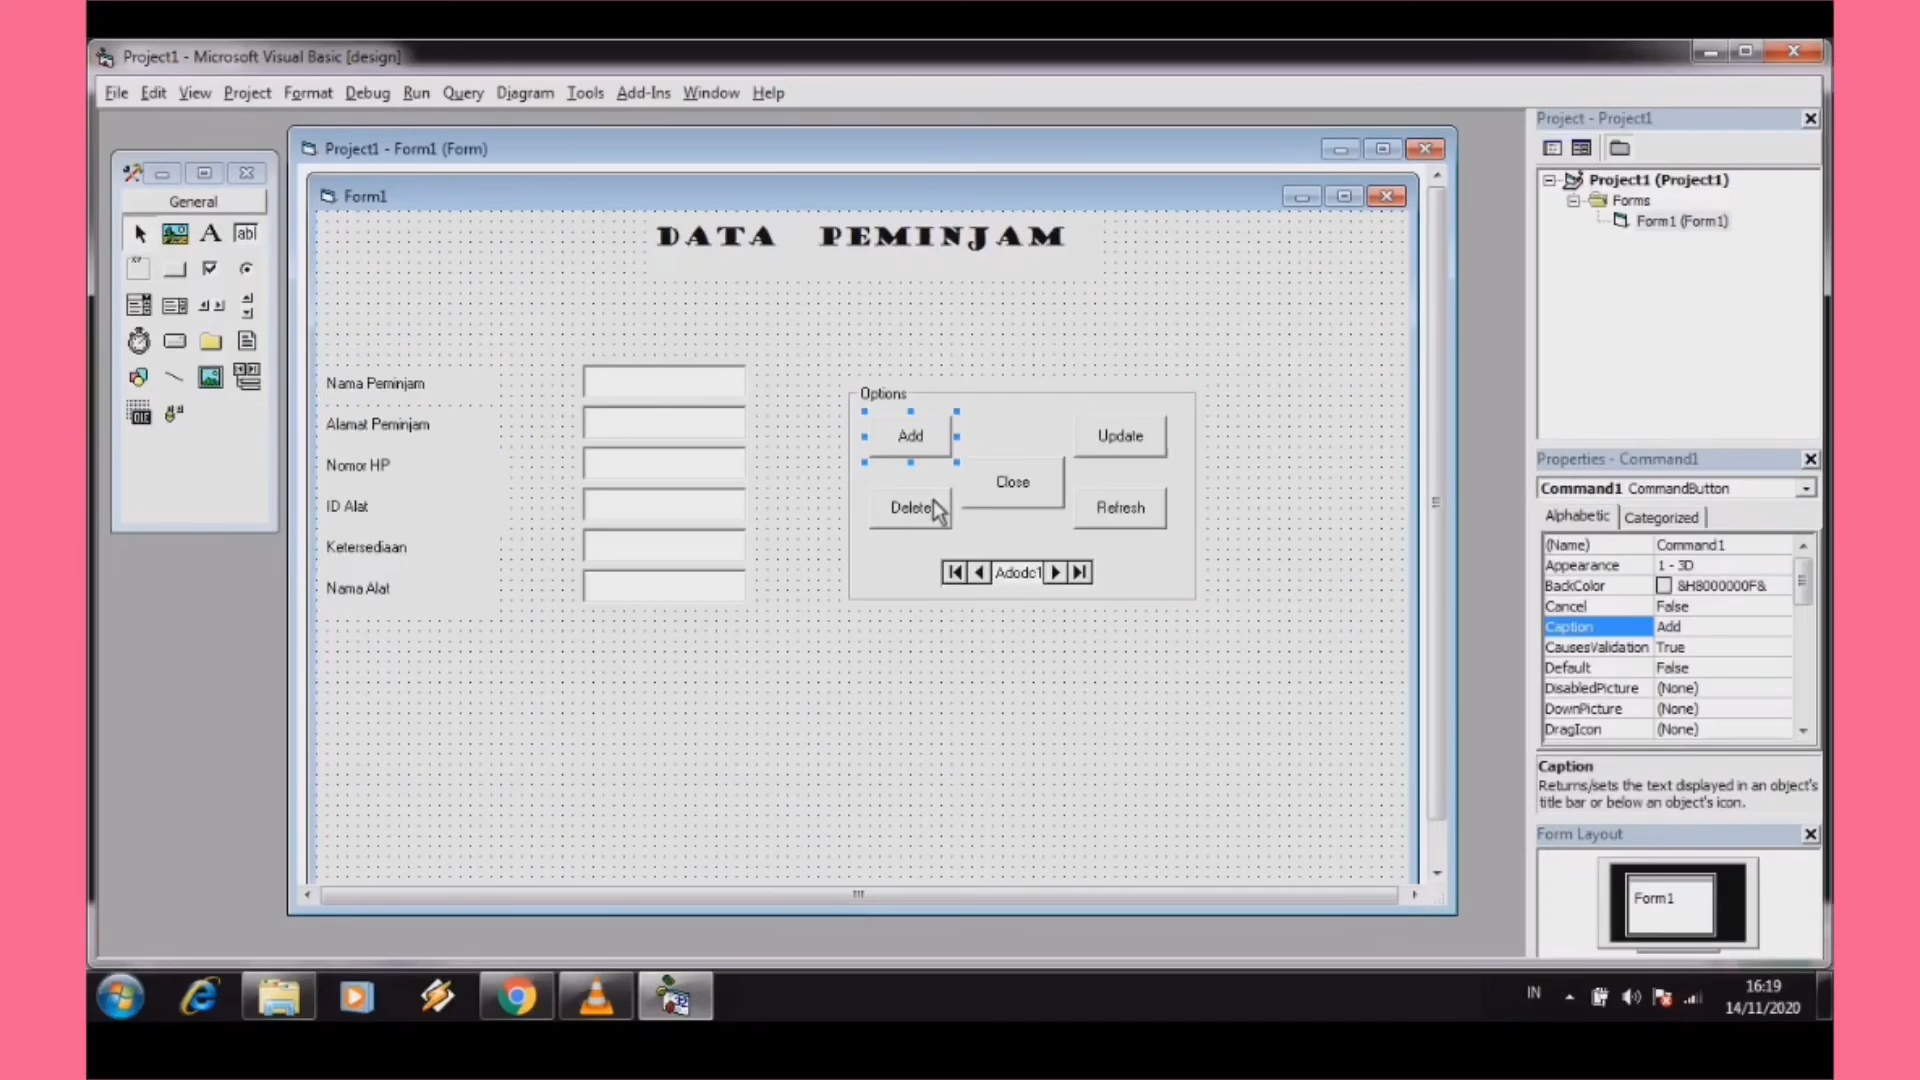 Project1 - Microsoft Visual Basic [design]
File Edit View Project Format Debug Run Query Diagram Tools Add-Ins Window Help
Project - Project1
Project1 (Project1)
Forms
Form1 (Form1)
General
Project1 - Form1 (Form)
Form1
DATA PEMINJAM
Nama Peminjam
Alamat Peminjam
Nomor HP
ID Alat
Ketersediaan
Nama Alat
Options
Add
Update
Close
Delete
Refresh
Adodc1
Properties - Command1
Command1 CommandButton
Alphabetic Categorized
(Name) Command1
Appearance 1 - 3D
BackColor &H8000000F&
Cancel False
Caption Add
CausesValidation True
Default False
DisabledPicture (None)
DownPicture (None)
DragIcon (None)
Caption
Returns/sets the text displayed in an object's
title bar or below an object's icon.
Form Layout
Form1
IN
16:19
14/11/2020